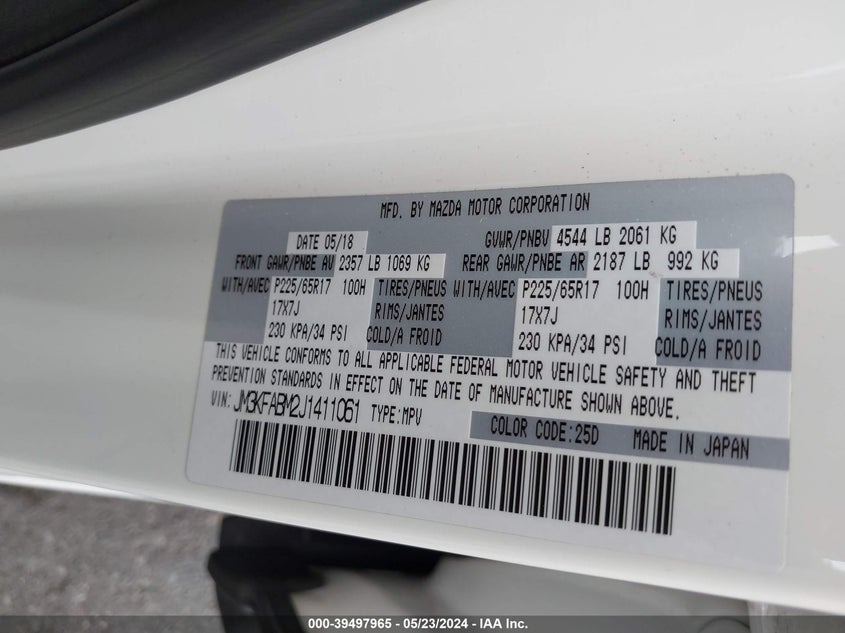 MFD. BY MAZDA MOTOR CORPORATION
DATE 05/18 GVWR/PNBV 4544 LB 2061 KG
FRONT GAWR/PNBE AV 2357 LB 1069 KG REAR GAWR/PNBE AR 2187 LB 992 KG
WITH/AVEC P225/65R17 100H TIRES/PNEUS WITH/AVEC P225/65R17 100H TIRES/PNEUS
17X7J RIMS/JANTES 17X7J RIMS/JANTES
230 KPA/34 PSI COLD/A FROID 230 KPA/34 PSI COLD/A FROID
THIS VEHICLE CONFORMS TO ALL APPLICABLE FEDERAL MOTOR VEHICLE SAFETY AND THEFT
PREVENTION STANDARDS IN EFFECT ON THE DATE OF MANUFACTURE SHOWN ABOVE.
VIN: JM3KFABM2J1411061 TYPE:MPV
COLOR CODE:25D MADE IN JAPAN
000-39497965 - 05/23/2024 - IAA Inc.